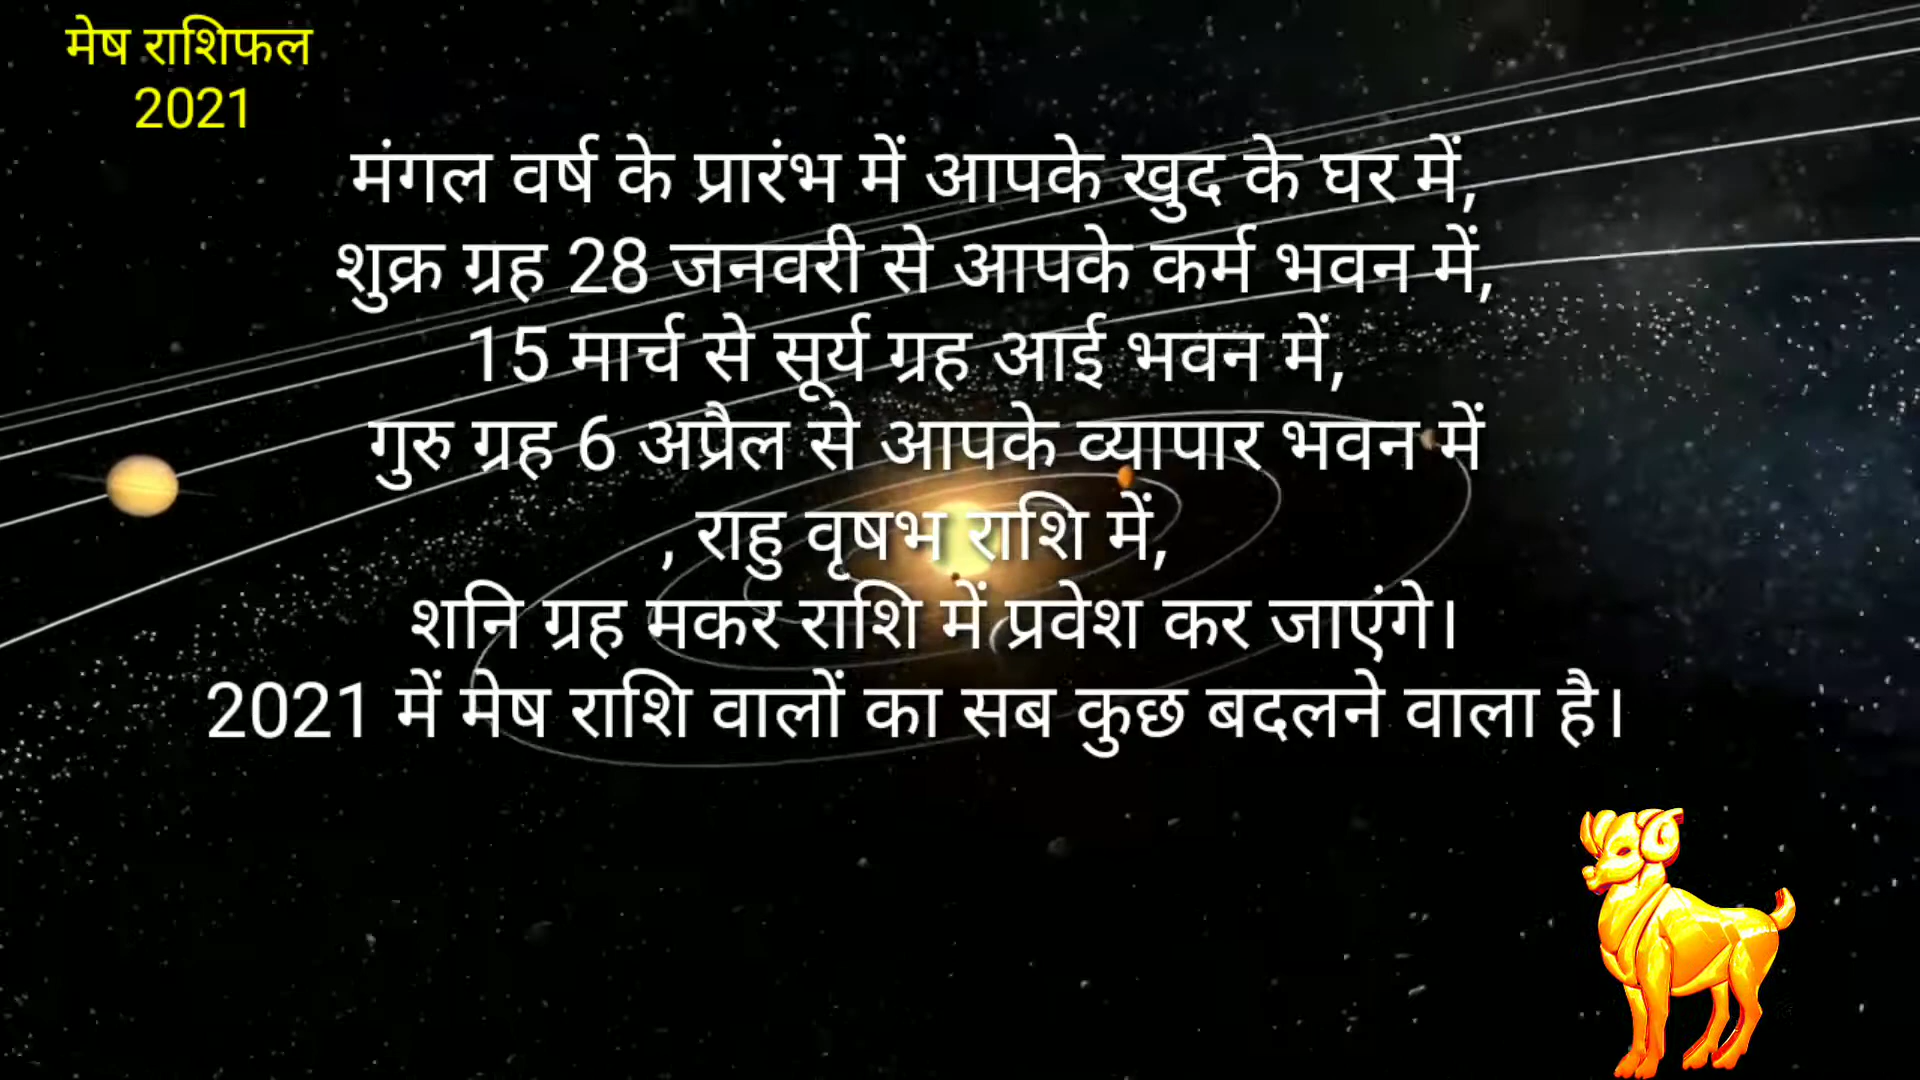 मेष राशिफल
2021
मंगल वर्ष के प्रारंभ में आपके खुद के घर में,
शुक्र ग्रह 28 जनवरी से आपके कर्म भवन में,
15 मार्च से सूर्य ग्रह आई भवन में,
गुरु ग्रह 6 अप्रैल से आपके व्यापार भवन में
, राहु वृषभ राशि में,
शनि ग्रह मकर राशि में प्रवेश कर जाएंगे।
2021 में मेष राशि वालों का सब कुछ बदलने वाला है।